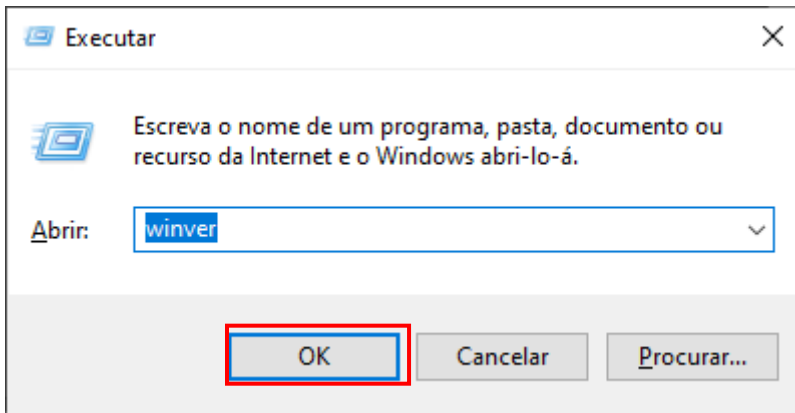 Executar
Escreva o nome de um programa, pasta, documento ou
recurso da Internet e o Windows abri-lo-á.
Abrir: winver
OK Cancelar Procurar...